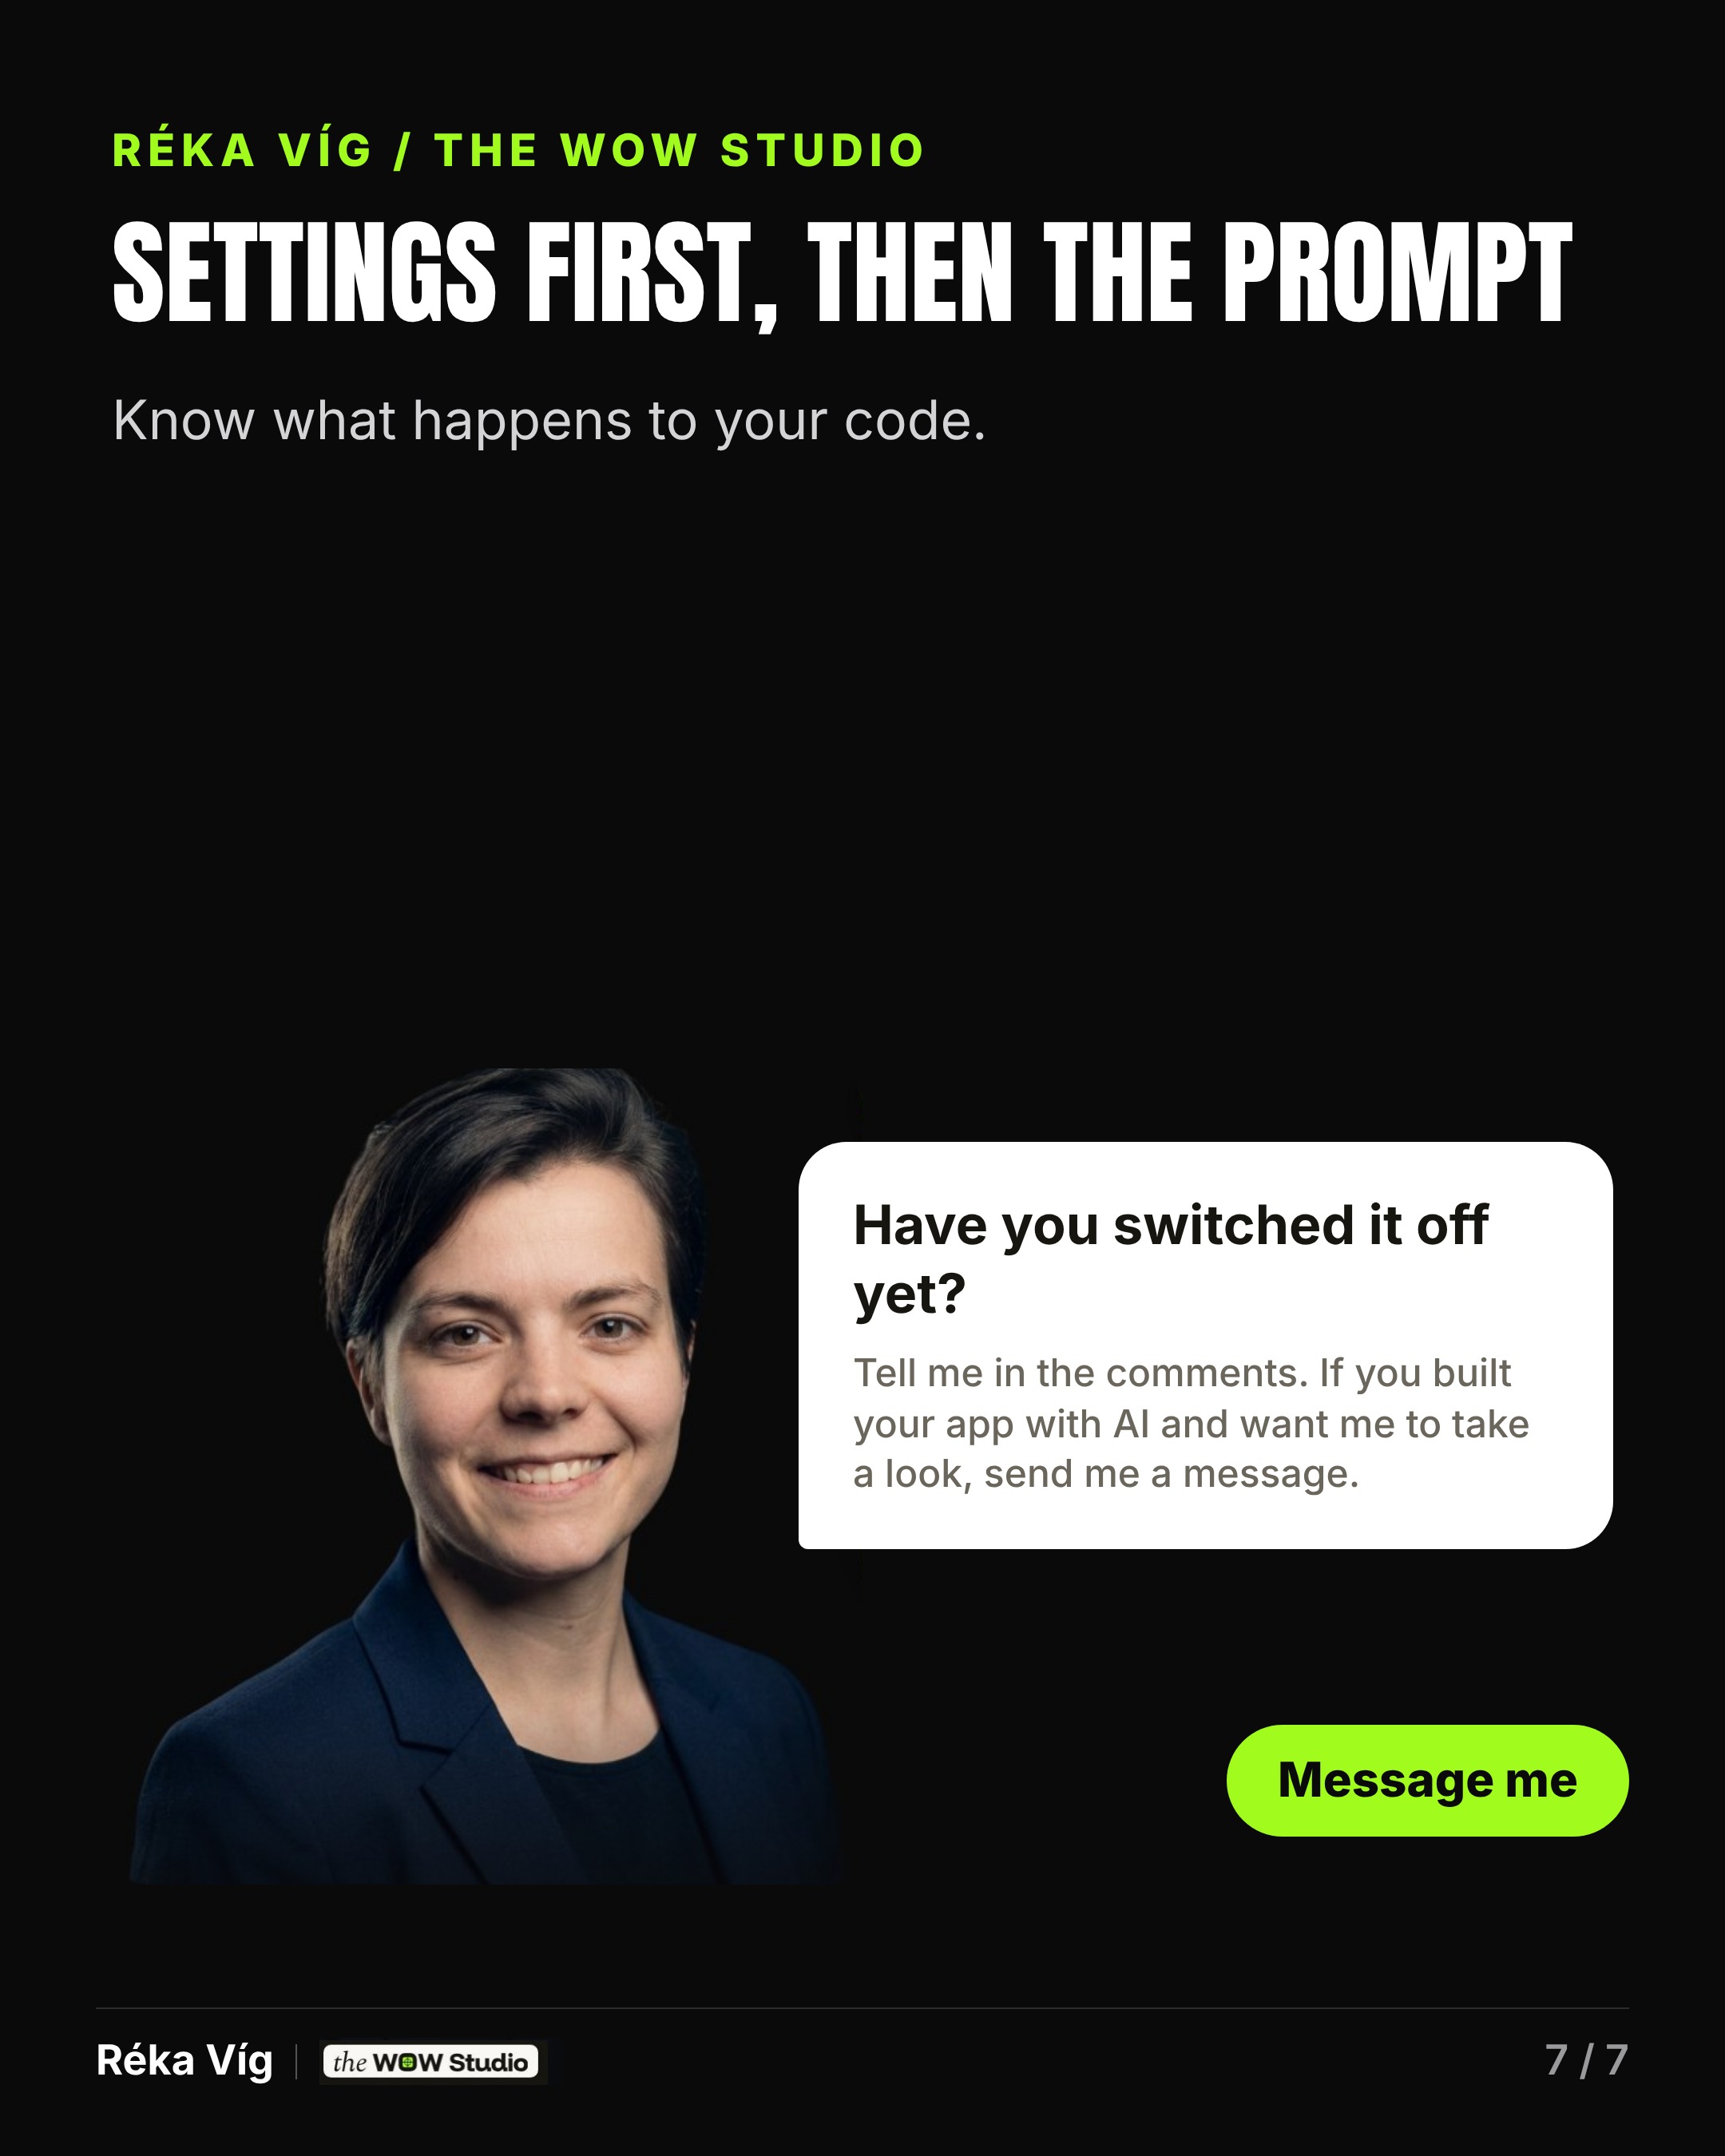 RÉKA VÍG / THE WOW STUDIO
SETTINGS FIRST, THEN THE PROMPT
Know what happens to your code.
Have you switched it off
yet?
Tell me in the comments. If you built
your app with AI and want me to take
a look, send me a message.
Message me
Réka Víg
the WOW Studio
7 / 7